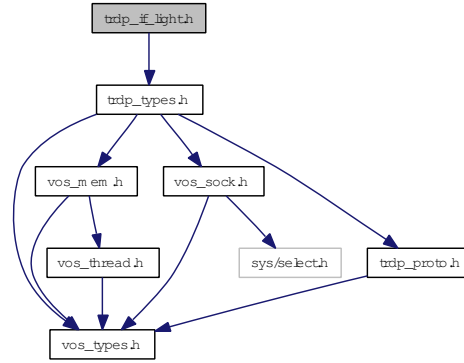 trdp_if_light.h
trdp_types.h
vos_mem.h
vos_sock.h
vos_thread.h
sys/select.h
trdp_proto.h
vos_types.h